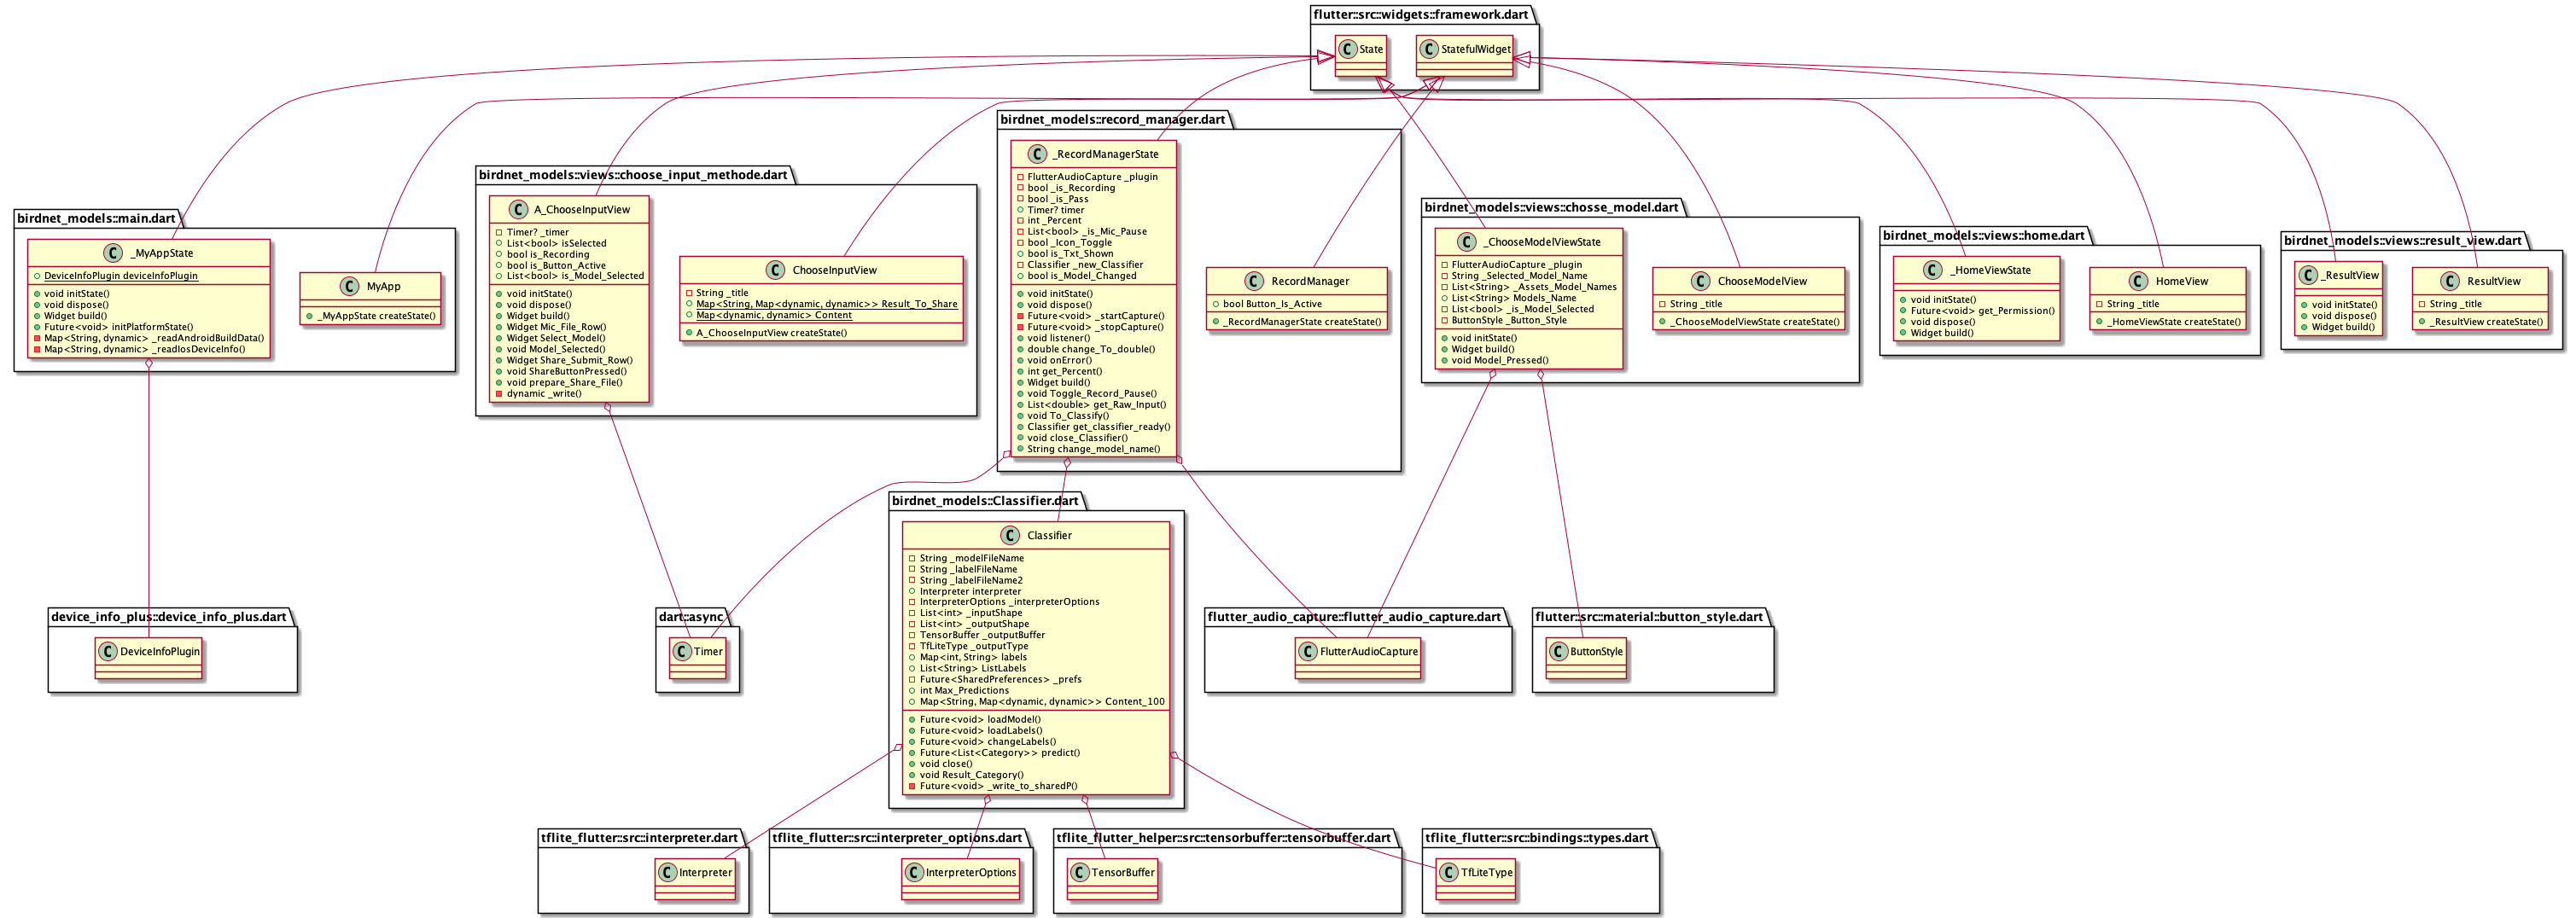 flutter::src::widgets::framework.dart
C State
C StatefulWidget
birdnet_models::record_manager.dart
C _RecordManagerState
FlutterAudioCapture _plugin
bool _is_Recording
bool _is_Pass
Timer? timer
int _Percent
List<bool> _is_Mic_Pause
bool _Icon_Toggle
bool is_Txt_Shown
Classifier _new_Classifier
bool is_Model_Changed
void initState()
void dispose()
Future<void> _startCapture()
Future<void> _stopCapture()
void listener()
double change_To_double()
void onError()
int get_Percent()
Widget build()
void Toggle_Record_Pause()
List<double> get_Raw_Input()
void To_Classify()
Classifier get_classifier_ready()
void close_Classifier()
String change_model_name()
C RecordManager
bool Button_Is_Active
_RecordManagerState createState()
birdnet_models::views::choose_input_methode.dart
C A_ChooseInputView
Timer? _timer
List<bool> isSelected
bool is_Recording
bool is_Button_Active
List<bool> is_Model_Selected
void initState()
void dispose()
Widget build()
Widget Mic_File_Row()
Widget Select_Model()
void Model_Selected()
Widget Share_Submit_Row()
void ShareButtonPressed()
void prepare_Share_File()
dynamic _write()
C ChooseInputView
String _title
Map<String, Map<dynamic, dynamic>> Result_To_Share
Map<dynamic, dynamic> Content
A_ChooseInputView createState()
birdnet_models::main.dart
C _MyAppState
DeviceInfoPlugin deviceInfoPlugin
void initState()
void dispose()
Widget build()
Future<void> initPlatformState()
Map<String, dynamic> _readAndroidBuildData()
Map<String, dynamic> _readIosDeviceInfo()
C MyApp
_MyAppState createState()
birdnet_models::views::chosse_model.dart
C _ChooseModelViewState
FlutterAudioCapture _plugin
String _Selected_Model_Name
List<String> _Assets_Model_Names
List<String> Models_Name
List<bool> _is_Model_Selected
ButtonStyle _Button_Style
void initState()
Widget build()
void Model_Pressed()
C ChooseModelView
String _title
_ChooseModelViewState createState()
birdnet_models::views::home.dart
C _HomeViewState
void initState()
Future<void> get_Permission()
void dispose()
Widget build()
C HomeView
String _title
_HomeViewState createState()
birdnet_models::views::result_view.dart
C _ResultView
void initState()
void dispose()
Widget build()
C ResultView
String _title
_ResultView createState()
birdnet_models::Classifier.dart
C Classifier
String _modelFileName
String _labelFileName
String _labelFileName2
Interpreter interpreter
InterpreterOptions _interpreterOptions
List<int> _inputShape
List<int> _outputShape
TensorBuffer _outputBuffer
TfLiteType _outputType
Map<int, String> labels
List<String> ListLabels
Future<SharedPreferences> _prefs
int Max_Predictions
Map<String, Map<dynamic, dynamic>> Content_100
Future<void> loadModel()
Future<void> loadLabels()
Future<void> changeLabels()
Future<List<Category>> predict()
void close()
void Result_Category()
Future<void> _write_to_sharedP()
device_info_plus::device_info_plus.dart
C DeviceInfoPlugin
dart::async
C Timer
flutter_audio_capture::flutter_audio_capture.dart
C FlutterAudioCapture
flutter::src::material::button_style.dart
C ButtonStyle
tflite_flutter::src::interpreter.dart
C Interpreter
tflite_flutter::src::interpreter_options.dart
C InterpreterOptions
tflite_flutter_helper::src::tensorbuffer::tensorbuffer.dart
C TensorBuffer
tflite_flutter::src::bindings::types.dart
C TfLiteType